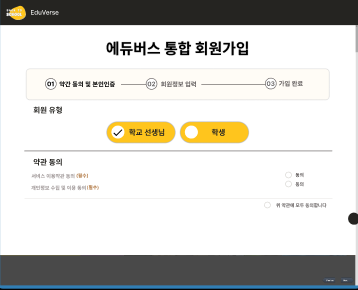 EduVerse
에듀버스 통합 회원가입
01 약관 동의 및 본인인증 02 회원정보 입력 03 가입 완료
회원 유형
학교 선생님 학생
약관 동의
서비스 이용약관 동의 (필수) 동의
개인정보 수집 및 이용 동의 (필수) 동의
위 약관에 모두 동의합니다